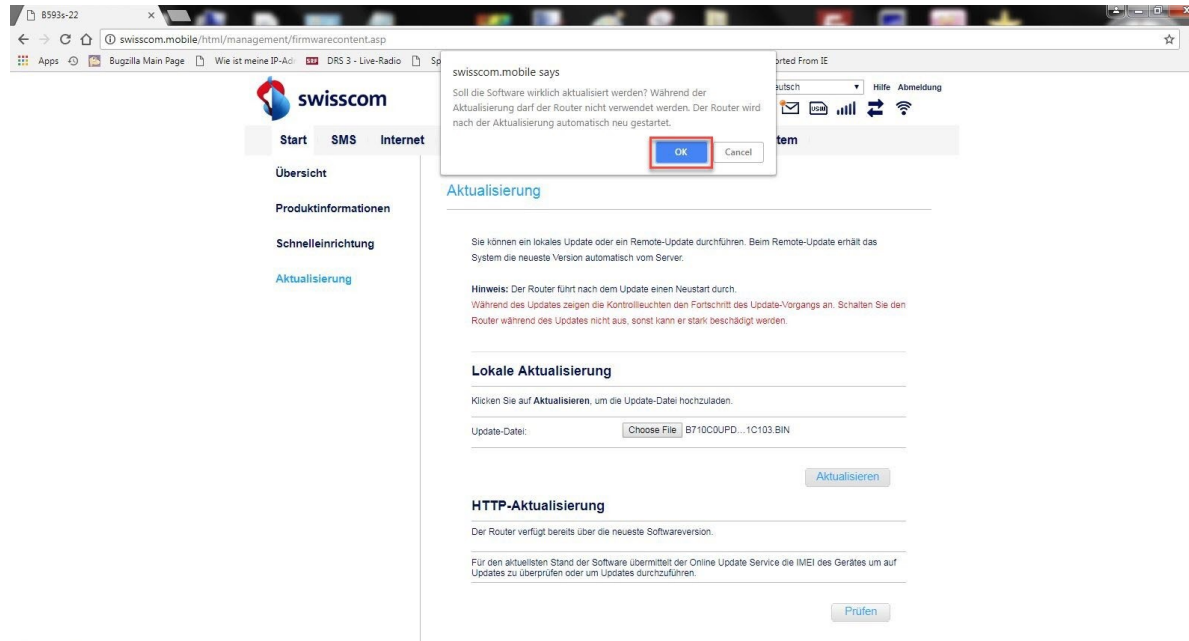 B593s-22
swisscom.mobile/html/management/firmwarecontent.asp
Apps Bugzilla Main Page Wie ist meine IP-Ad SRF DRS 3 - Live-Radio Sp orted From IE
swisscom.mobile says
Soll die Software wirklich aktualisiert werden? Während der
Aktualisierung darf der Router nicht verwendet werden. Der Router wird
nach der Aktualisierung automatisch neu gestartet.
OK Cancel
swisscom
eutsch Hilfe Abmeldung
USIM
Start SMS Internet tem
Übersicht
Produktinformationen
Schnelleinrichtung
Aktualisierung
Aktualisierung
Sie können ein lokales Update oder ein Remote-Update durchführen. Beim Remote-Update erhält das
System die neueste Version automatisch vom Server.
Hinweis: Der Router führt nach dem Update einen Neustart durch.
Während des Updates zeigen die Kontrollleuchten den Fortschritt des Update-Vorgangs an. Schalten Sie den
Router während des Updates nicht aus, sonst kann er stark beschädigt werden.
Lokale Aktualisierung
Klicken Sie auf Aktualisieren, um die Update-Datei hochzuladen.
Update-Datei: Choose File B710C0UPD...1C103.BIN
Aktualisieren
HTTP-Aktualisierung
Der Router verfügt bereits über die neueste Softwareversion.
Für den aktuellsten Stand der Software übermittelt der Online Update Service die IMEI des Gerätes um auf
Updates zu überprüfen oder um Updates durchzuführen.
Prüfen